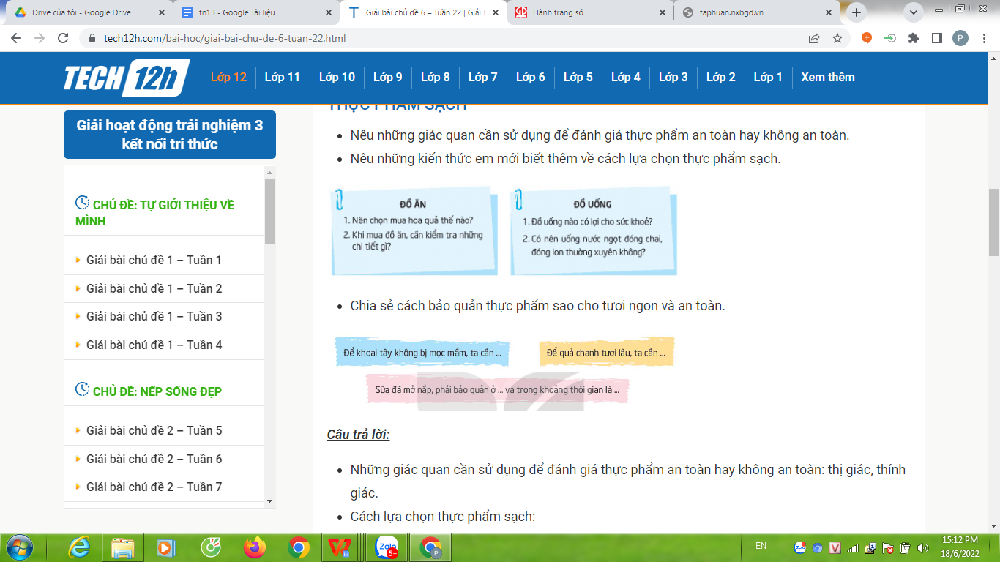 Drive của tôi - Google Drive
tn13 - Google Tài liệu
Giải bài chủ đề 6 – Tuần 22 | Giải
Hành trang số
taphuan.nxbgd.vn
tech12h.com/bai-hoc/giai-bai-chu-de-6-tuan-22.html
P
TECH 12h
Lớp 12 Lớp 11 Lớp 10 Lớp 9 Lớp 8 Lớp 7 Lớp 6 Lớp 5 Lớp 4 Lớp 3 Lớp 2 Lớp 1 Xem thêm
Giải hoạt động trải nghiệm 3
kết nối tri thức
CHỦ ĐỀ: TỰ GIỚI THIỆU VỀ
MÌNH
Giải bài chủ đề 1 – Tuần 1
Giải bài chủ đề 1 – Tuần 2
Giải bài chủ đề 1 – Tuần 3
Giải bài chủ đề 1 – Tuần 4
CHỦ ĐỀ: NẾP SỐNG ĐẸP
Giải bài chủ đề 2 – Tuần 5
Giải bài chủ đề 2 – Tuần 6
Giải bài chủ đề 2 – Tuần 7
THỰC PHẨM SẠCH
Nêu những giác quan cần sử dụng để đánh giá thực phẩm an toàn hay không an toàn.
Nêu những kiến thức em mới biết thêm về cách lựa chọn thực phẩm sạch.
ĐỒ ĂN
1. Nên chọn mua hoa quả thế nào?
2. Khi mua đồ ăn, cần kiểm tra những
chi tiết gì?
ĐỒ UỐNG
1. Đồ uống nào có lợi cho sức khoẻ?
2. Có nên uống nước ngọt đóng chai,
đóng lon thường xuyên không?
Chia sẻ cách bảo quản thực phẩm sao cho tươi ngon và an toàn.
Để khoai tây không bị mọc mầm, ta cần ...
Để quả chanh tươi lâu, ta cần ...
Sữa đã mở nắp, phải bảo quản ở ... và trong khoảng thời gian là ...
Câu trả lời:
Những giác quan cần sử dụng để đánh giá thực phẩm an toàn hay không an toàn: thị giác, thính
giác.
Cách lựa chọn thực phẩm sạch:
Zalo
5+
P
EN
15:12 PM
18/6/2022